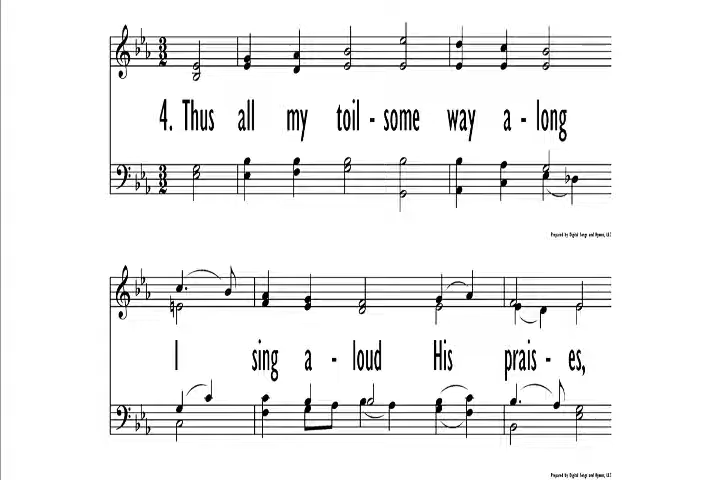 4. Thus all my toil - some way a - long
Prepared by Digital Songs and Hymns, LLC
I sing a - loud His prais - es,
Prepared by Digital Songs and Hymns, LLC